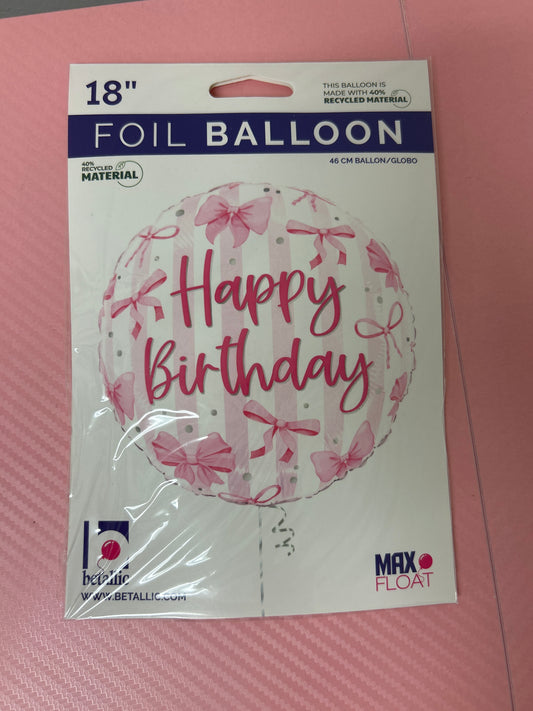 18"
THIS BALLOON IS
MADE WITH 40%
RECYCLED MATERIAL
FOIL BALLOON
46 CM BALLON/GLOBO
40%
RECYCLED
MATERIAL
Happy
Birthday
b
betallic
WWW.BETALLIC.COM
MAX
FLOAT